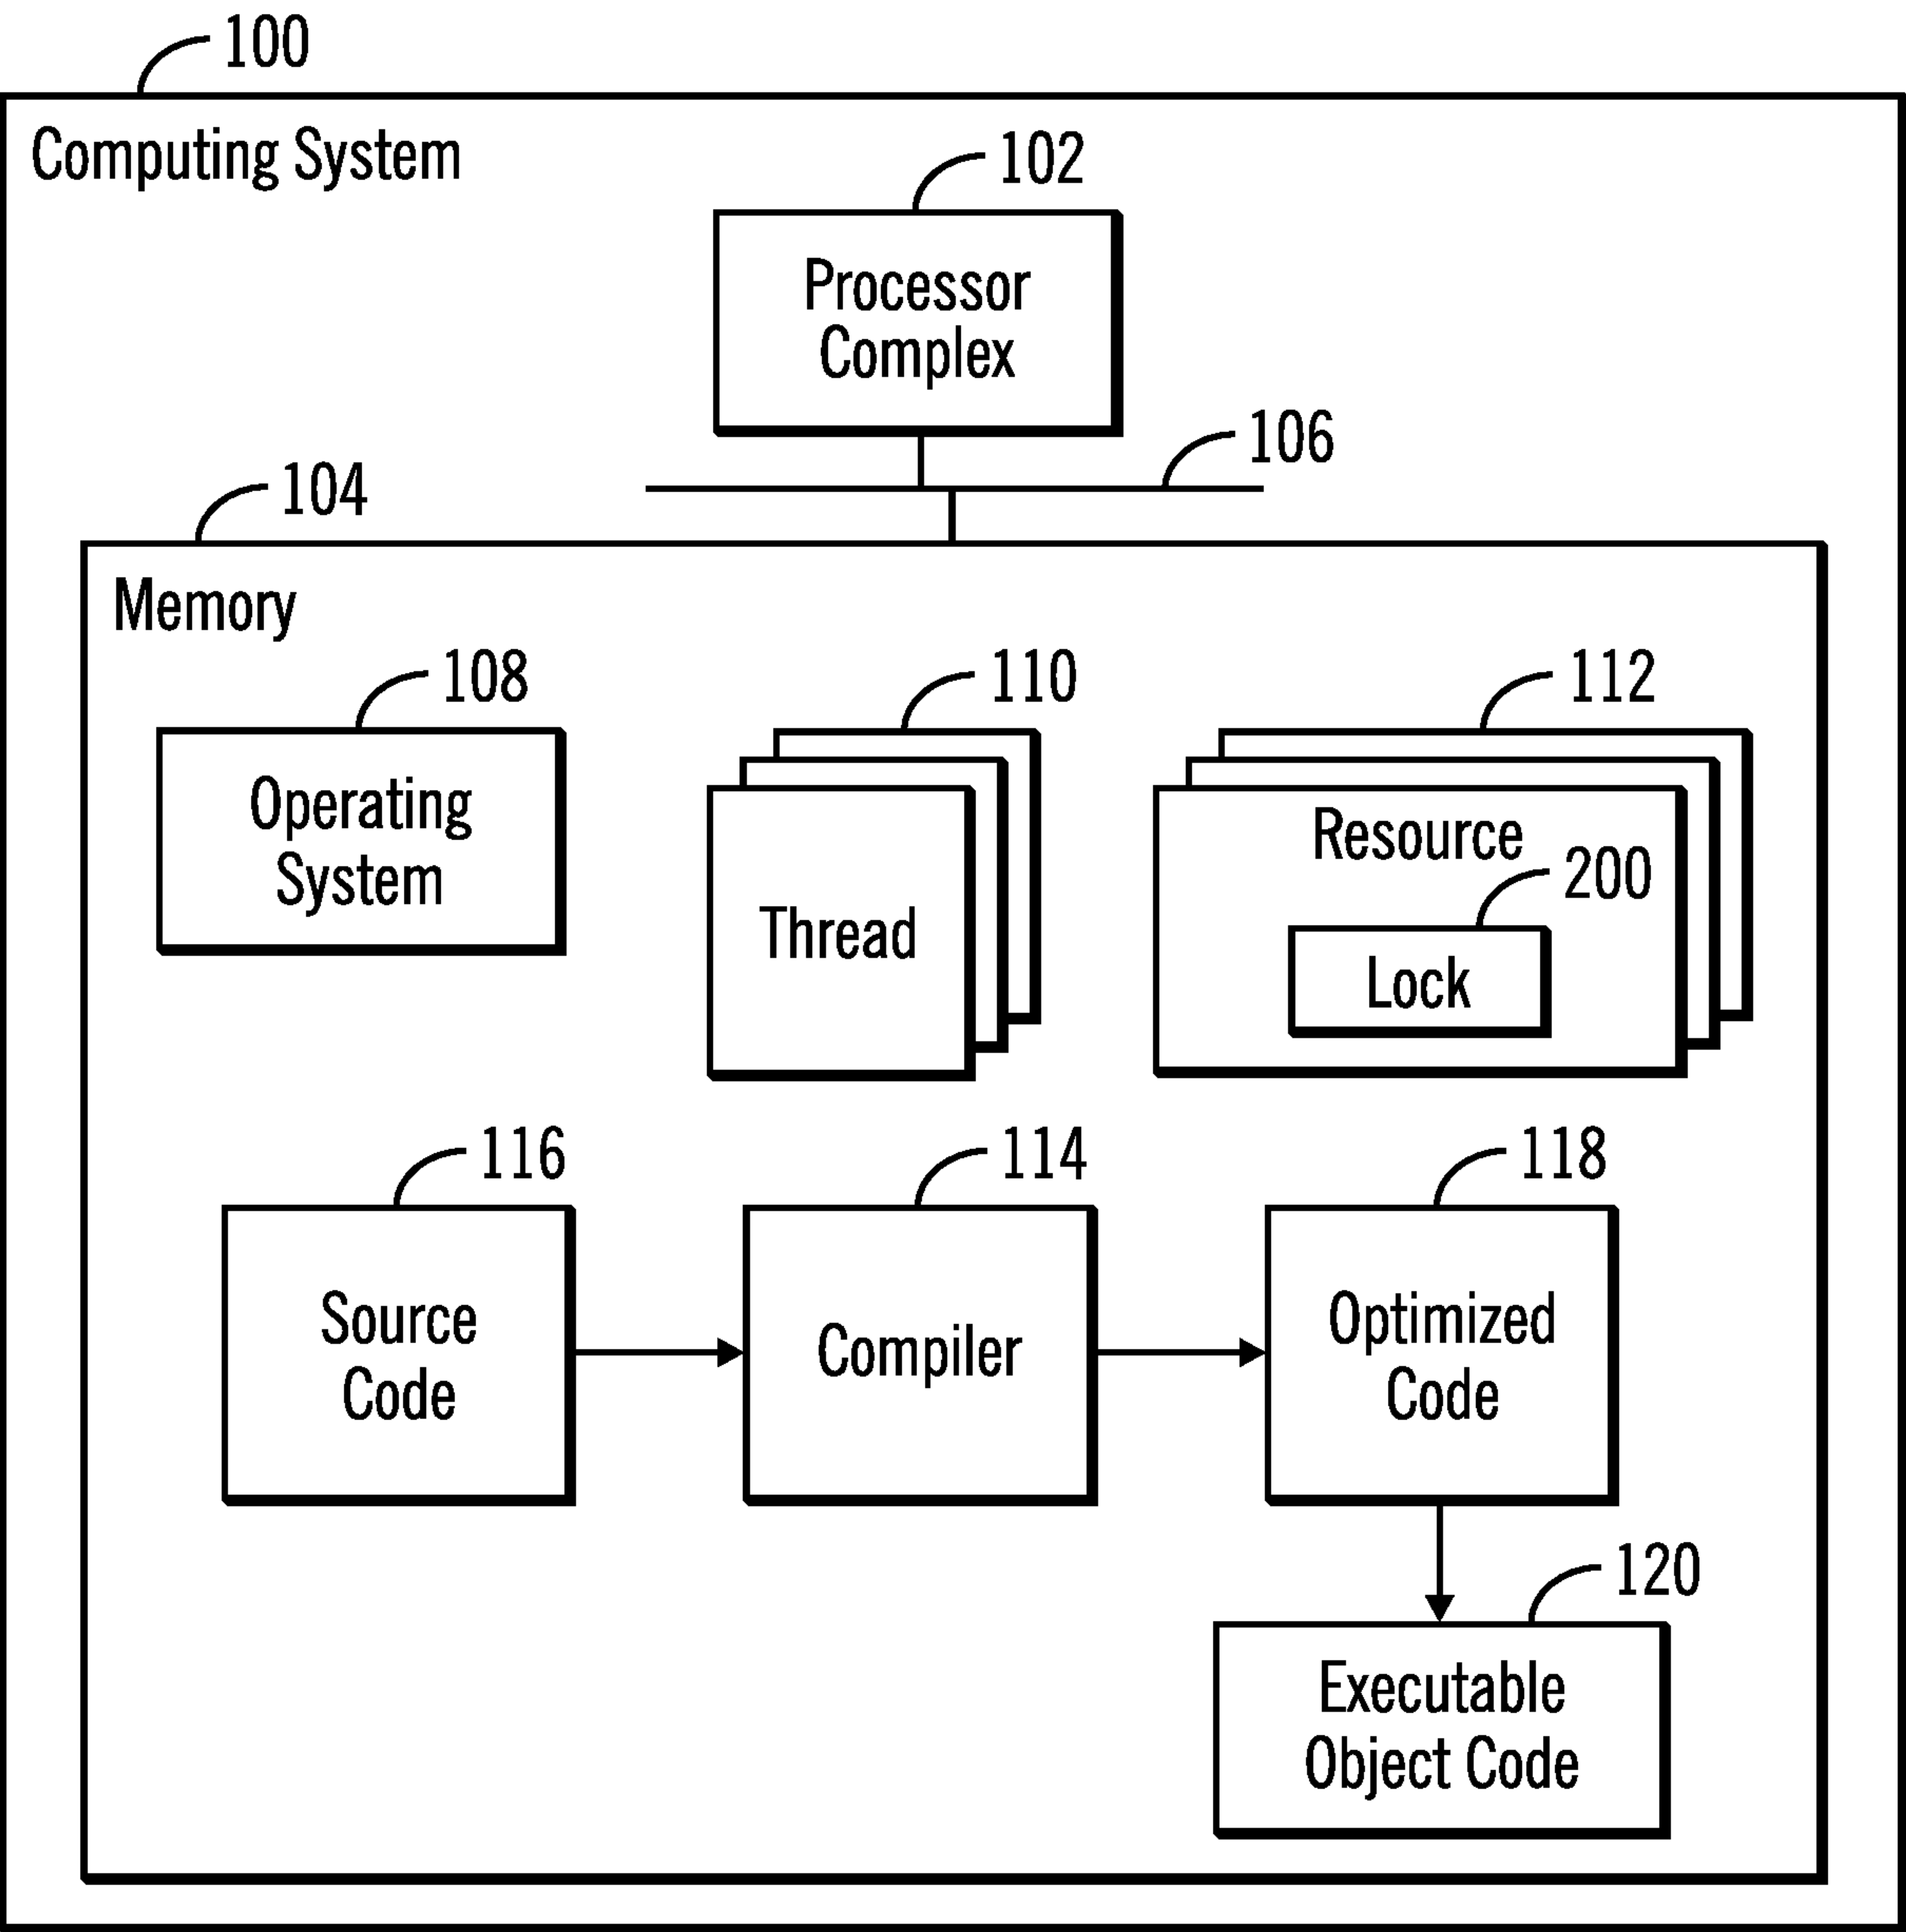 100
Computing System
102
Processor
Complex
106
104
Memory
108
110
112
Operating
System
Thread
Resource
200
Lock
116
114
118
Source
Code
Compiler
Optimized
Code
120
Executable
Object Code